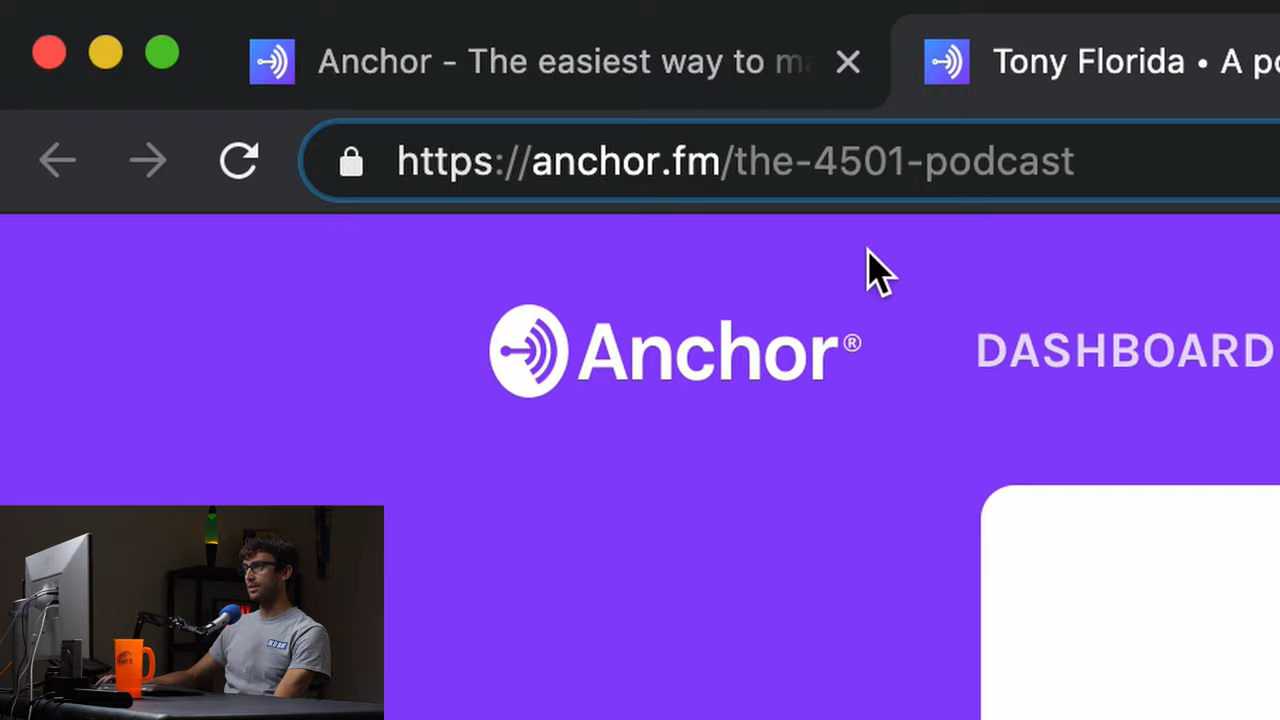 Anchor - The easiest way to m
Tony Florida • A po
https://anchor.fm/the-4501-podcast
Anchor®
DASHBOARD